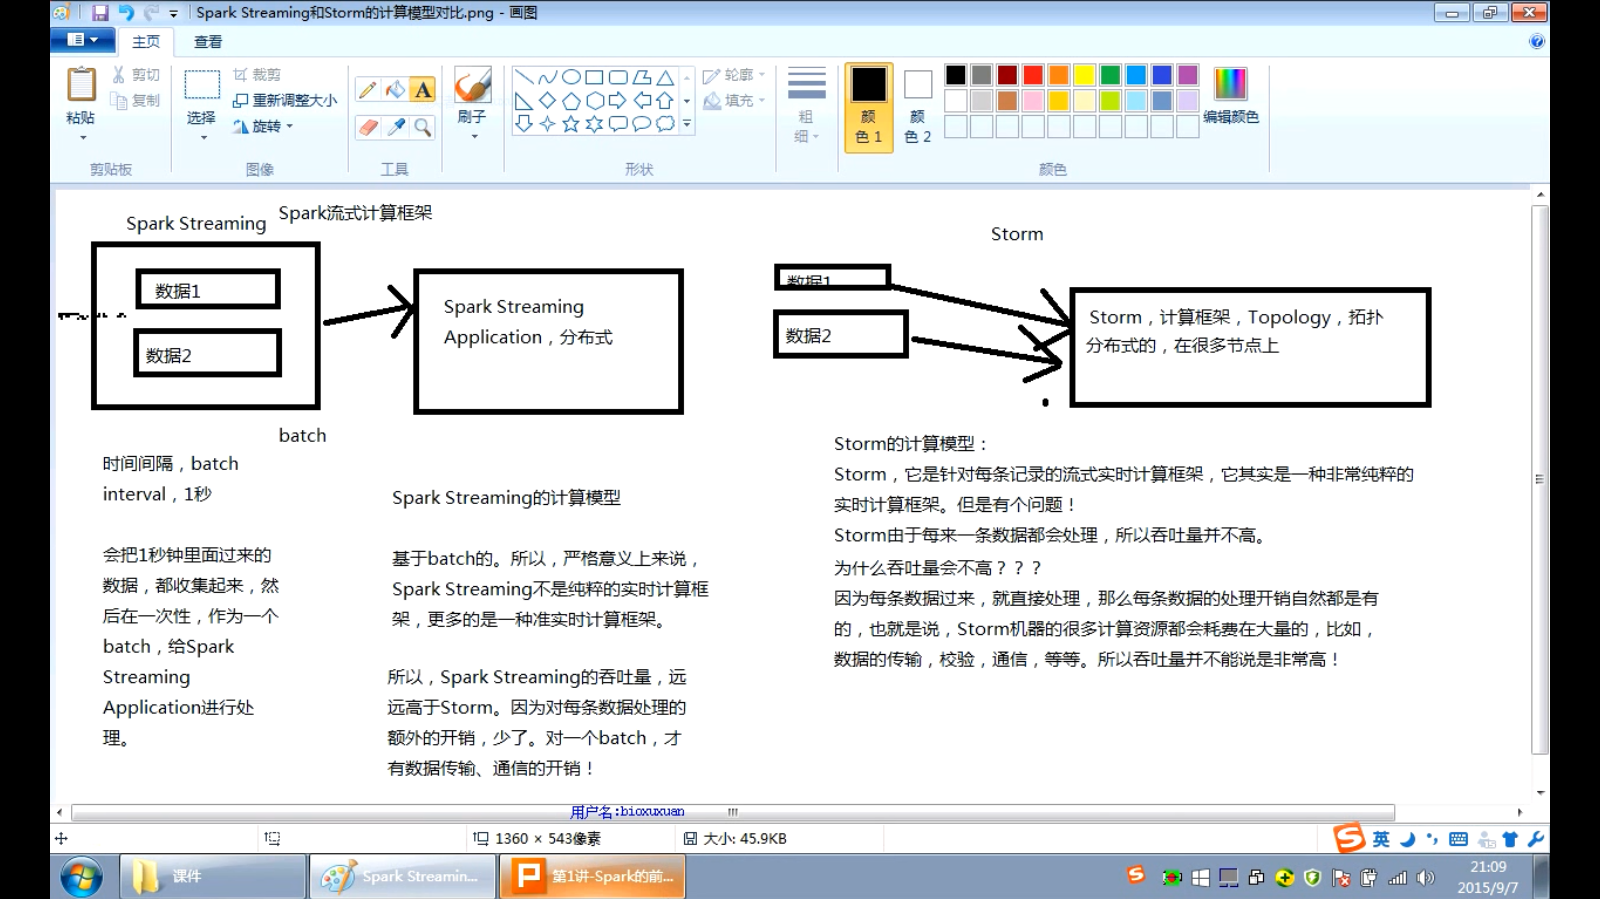 Spark Streaming和Storm的计算模型对比.png - 画图
主页
查看
粘贴
剪切
复制
剪贴板
选择
裁剪
重新调整大小
旋转
图像
工具
刷子
形状
轮廓
填充
粗细
颜色 1
颜色 2
编辑颜色
颜色
Spark Streaming
Spark流式计算框架
数据1
数据2
Spark Streaming
Application，分布式
batch
时间间隔，batch
interval，1秒
会把1秒钟里面过来的
数据，都收集起来，然
后在一次性，作为一个
batch，给Spark
Streaming
Application进行处
理。
Spark Streaming的计算模型
基于batch的。所以，严格意义上来说，
Spark Streaming不是纯粹的实时计算框
架，更多的是一种准实时计算框架。
所以，Spark Streaming的吞吐量，远
远高于Storm。因为对每条数据处理的
额外的开销，少了。对一个batch，才
有数据传输、通信的开销！
Storm
数据1
数据2
Storm，计算框架，Topology，拓扑
分布式的，在很多节点上
Storm的计算模型：
Storm，它是针对每条记录的流式实时计算框架，它其实是一种非常纯粹的
实时计算框架。但是有个问题！
Storm由于每来一条数据都会处理，所以吞吐量并不高。
为什么吞吐量会不高？？？
因为每条数据过来，就直接处理，那么每条数据的处理开销自然都是有
的，也就是说，Storm机器的很多计算资源都会耗费在大量的，比如，
数据的传输，校验，通信，等等。所以吞吐量并不能说是非常高！
用户名:bioxuxuan
1360 × 543像素
大小: 45.9KB
英
课件
Spark Streamin...
第1讲-Spark的前...
21:09
2015/9/7